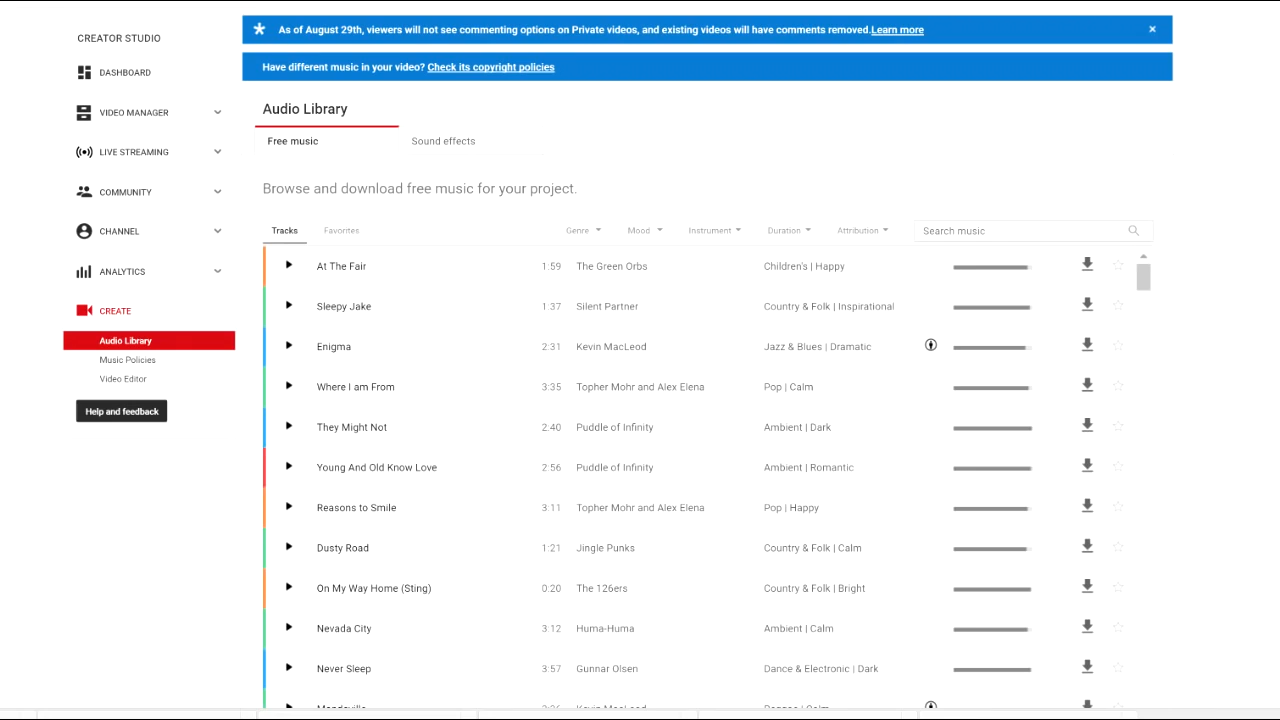 CREATOR STUDIO
DASHBOARD
VIDEO MANAGER
LIVE STREAMING
COMMUNITY
CHANNEL
ANALYTICS
CREATE
Audio Library
Music Policies
Video Editor
Help and feedback
As of August 29th, viewers will not see commenting options on Private videos, and existing videos will have comments removed.Learn more
Have different music in your video? Check its copyright policies
Audio Library
Free music Sound effects
Browse and download free music for your project.
Tracks Favorites Genre Mood Instrument Duration Attribution Search music
At The Fair 1:59 The Green Orbs Children's | Happy
Sleepy Jake 1:37 Silent Partner Country & Folk | Inspirational
Enigma 2:31 Kevin MacLeod Jazz & Blues | Dramatic
Where I am From 3:35 Topher Mohr and Alex Elena Pop | Calm
They Might Not 2:40 Puddle of Infinity Ambient | Dark
Young And Old Know Love 2:56 Puddle of Infinity Ambient | Romantic
Reasons to Smile 3:11 Topher Mohr and Alex Elena Pop | Happy
Dusty Road 1:21 Jingle Punks Country & Folk | Calm
On My Way Home (Sting) 0:20 The 126ers Country & Folk | Bright
Nevada City 3:12 Huma-Huma Ambient | Calm
Never Sleep 3:57 Gunnar Olsen Dance & Electronic | Dark
Kevin MacLeod Reggae | Calm